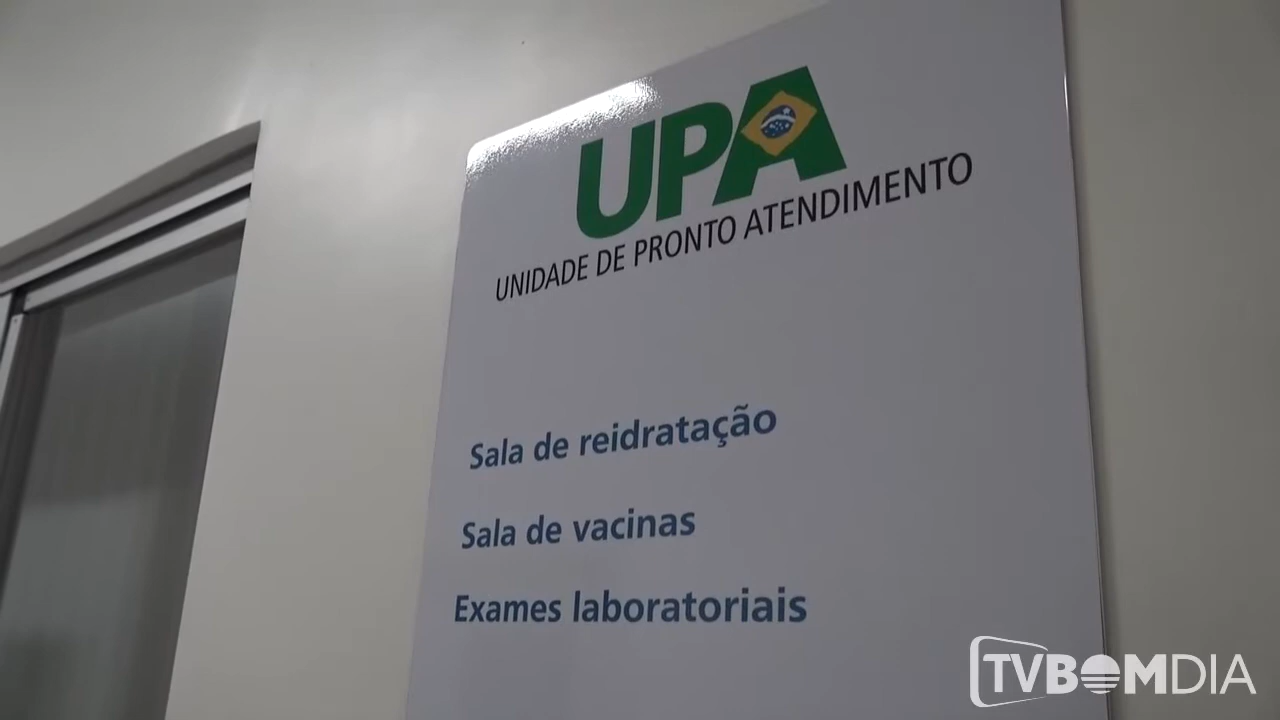 UPA
UNIDADE DE PRONTO ATENDIMENTO
Sala de reidratação
Sala de vacinas
Exames laboratoriais
TVBOMDIA